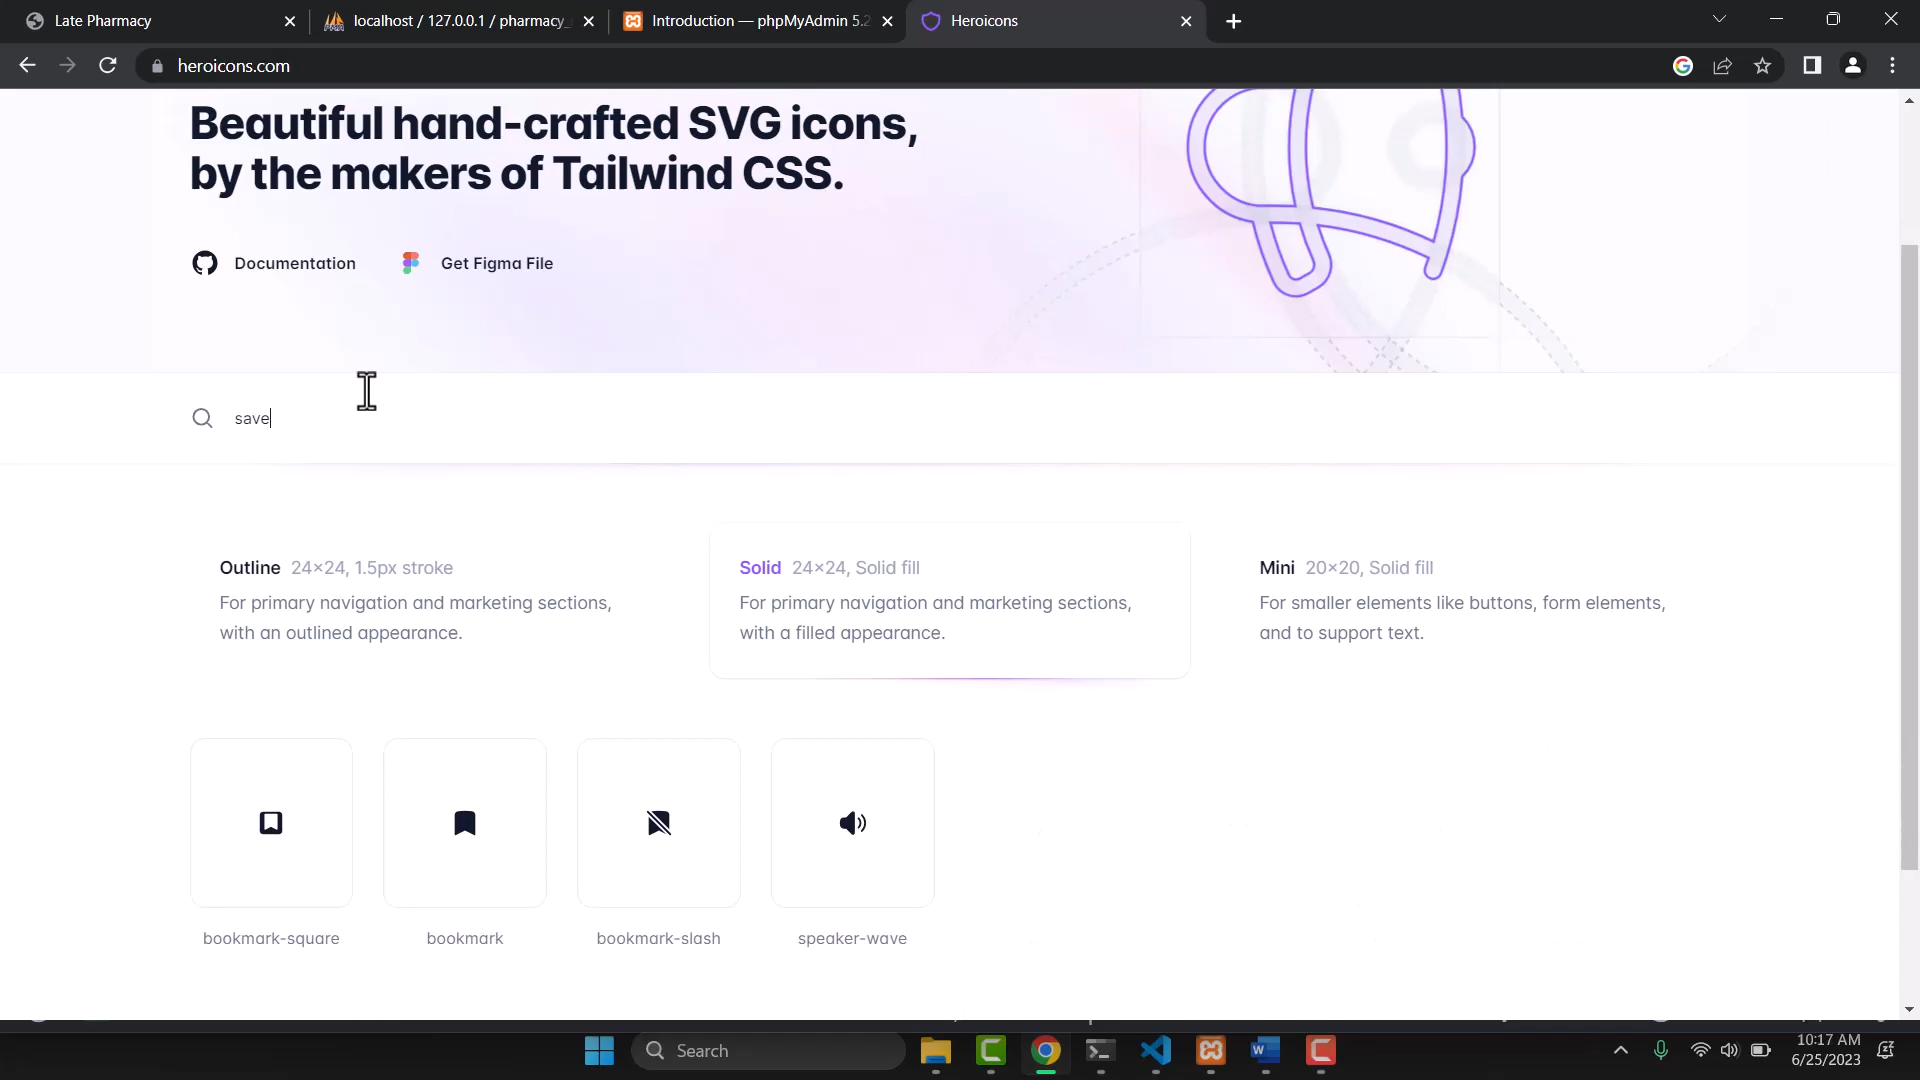 Late Pharmacy
localhost / 127.0.0.1 / pharmacy_
Introduction — phpMyAdmin 5.2
Heroicons
heroicons.com
Beautiful hand-crafted SVG icons,
by the makers of Tailwind CSS.
Documentation
Get Figma File
save
Outline 24×24, 1.5px stroke
For primary navigation and marketing sections,
with an outlined appearance.
Solid 24×24, Solid fill
For primary navigation and marketing sections,
with a filled appearance.
Mini 20×20, Solid fill
For smaller elements like buttons, form elements,
and to support text.
bookmark-square
bookmark
bookmark-slash
speaker-wave
Search
10:17 AM
6/25/2023